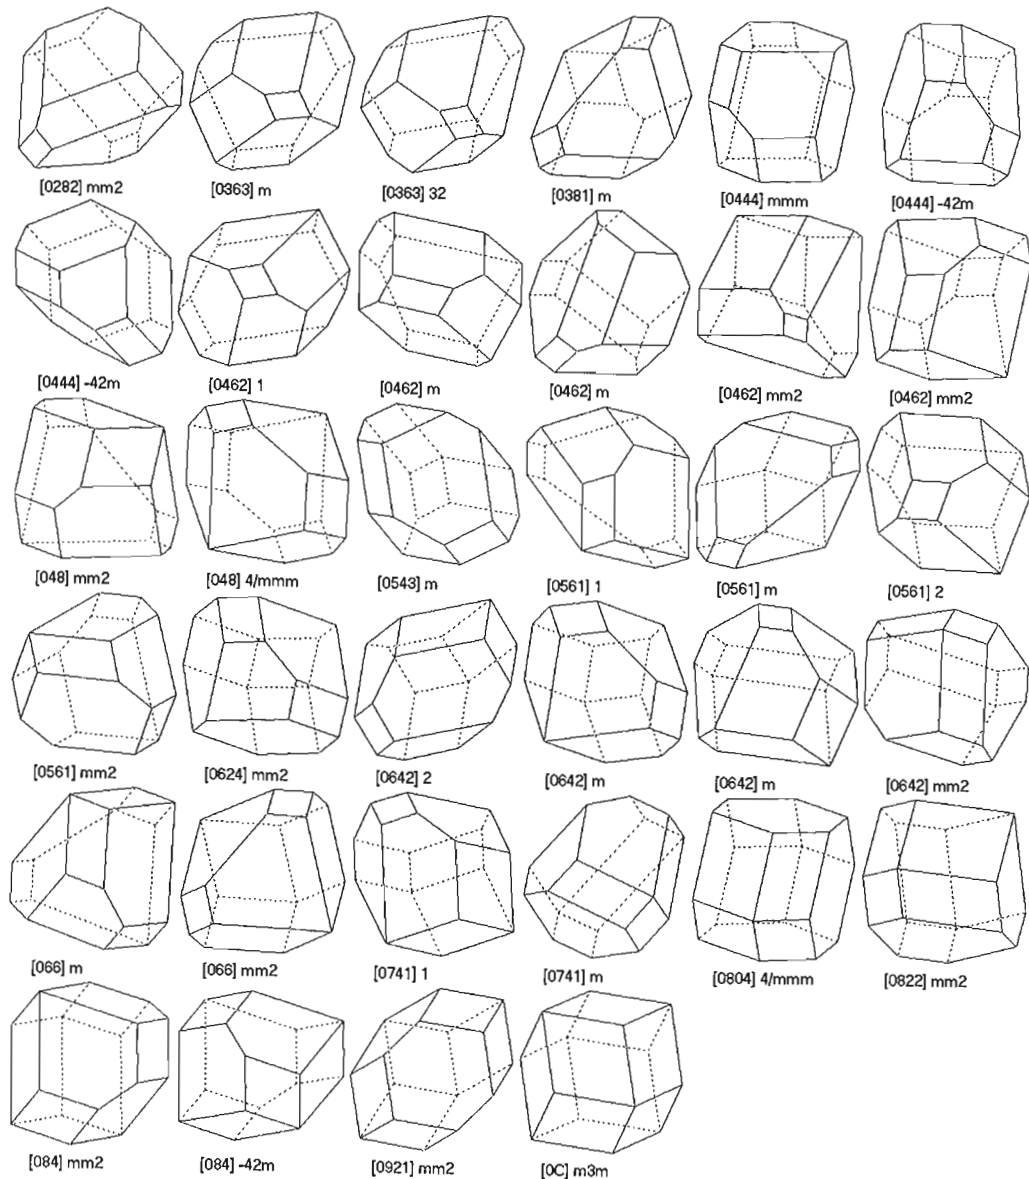 [0282] mm2 [0363] m [0363] 32 [0381] m [0444] mmm [0444] -42m
[0444] -42m [0462] 1 [0462] m [0462] m [0462] mm2 [0462] mm2
[048] mm2 [048] 4/mmm [0543] m [0561] 1 [0561] m [0561] 2
[0561] mm2 [0624] mm2 [0642] 2 [0642] m [0642] m [0642] mm2
[066] m [066] mm2 [0741] 1 [0741] m [0804] 4/mmm [0822] mm2
[084] mm2 [084] -42m [0921] mm2 [0C] m3m